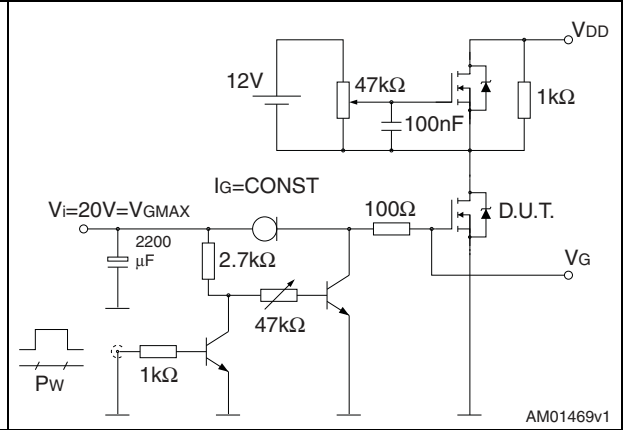 VDD
12V
47kΩ
1kΩ
100nF
IG=CONST
Vi=20V=VGMAX
100Ω
D.U.T.
2200
μF
2.7kΩ
VG
47kΩ
1kΩ
PW
AM01469v1